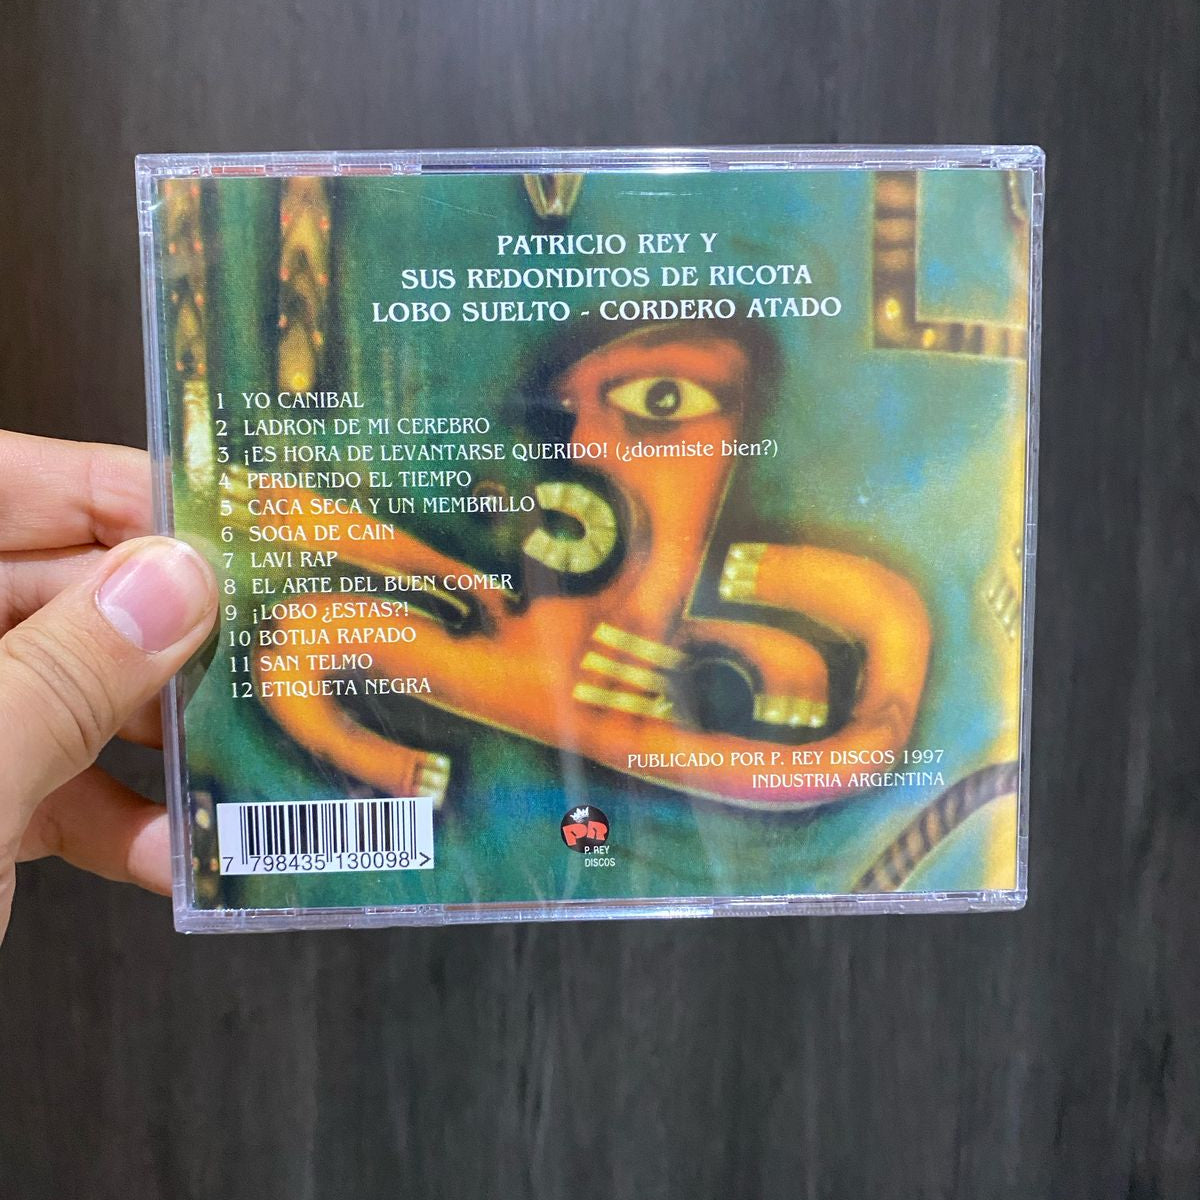 PATRICIO REY Y
SUS REDONDITOS DE RICOTA
LOBO SUELTO - CORDERO ATADO
1 YO CANIBAL
2 LADRON DE MI CEREBRO
3 ¡ES HORA DE LEVANTARSE QUERIDO! (¿dormiste bien?)
4 PERDIENDO EL TIEMPO
5 CACA SECA Y UN MEMBRILLO
6 SOGA DE CAIN
7 LAVI RAP
8 EL ARTE DEL BUEN COMER
9 ¡LOBO ¿ESTAS?!
10 BOTIJA RAPADO
11 SAN TELMO
12 ETIQUETA NEGRA
PUBLICADO POR P. REY DISCOS 1997
INDUSTRIA ARGENTINA
7 798435 130098 >
PR
P. REY
DISCOS